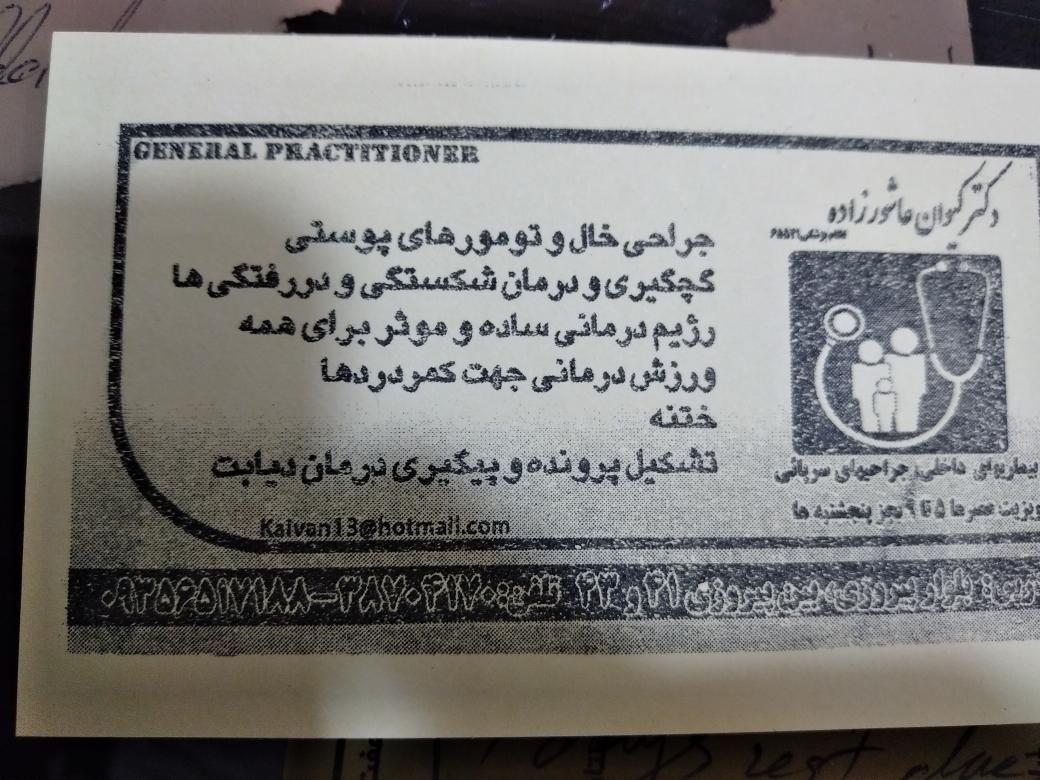 GENERAL PRACTITIONER
دکتر کیوان عاشورزاده
جراحی خال و تومورهای پوستی
گچگیری و درمان شکستگی و دررفتگی ها
رژیم درمانی ساده و موثر برای همه
ورزش درمانی جهت کمردردها
ختنه
تشکیل پرونده و پیگیری درمان دیابت
Kaivan13@hotmail.com
بیماریهای داخلی، جراحیهای سرپائی
ویزیت عصرها ۵ تا ۹ بجز پنجشنبه ها
بلوار پیروزی، بین پیروزی ۴۱ و ۴۳ تلفن: ۳۸۷۰۴۱۷۰–۰۹۳۵۶۵۱۷۱۸۸